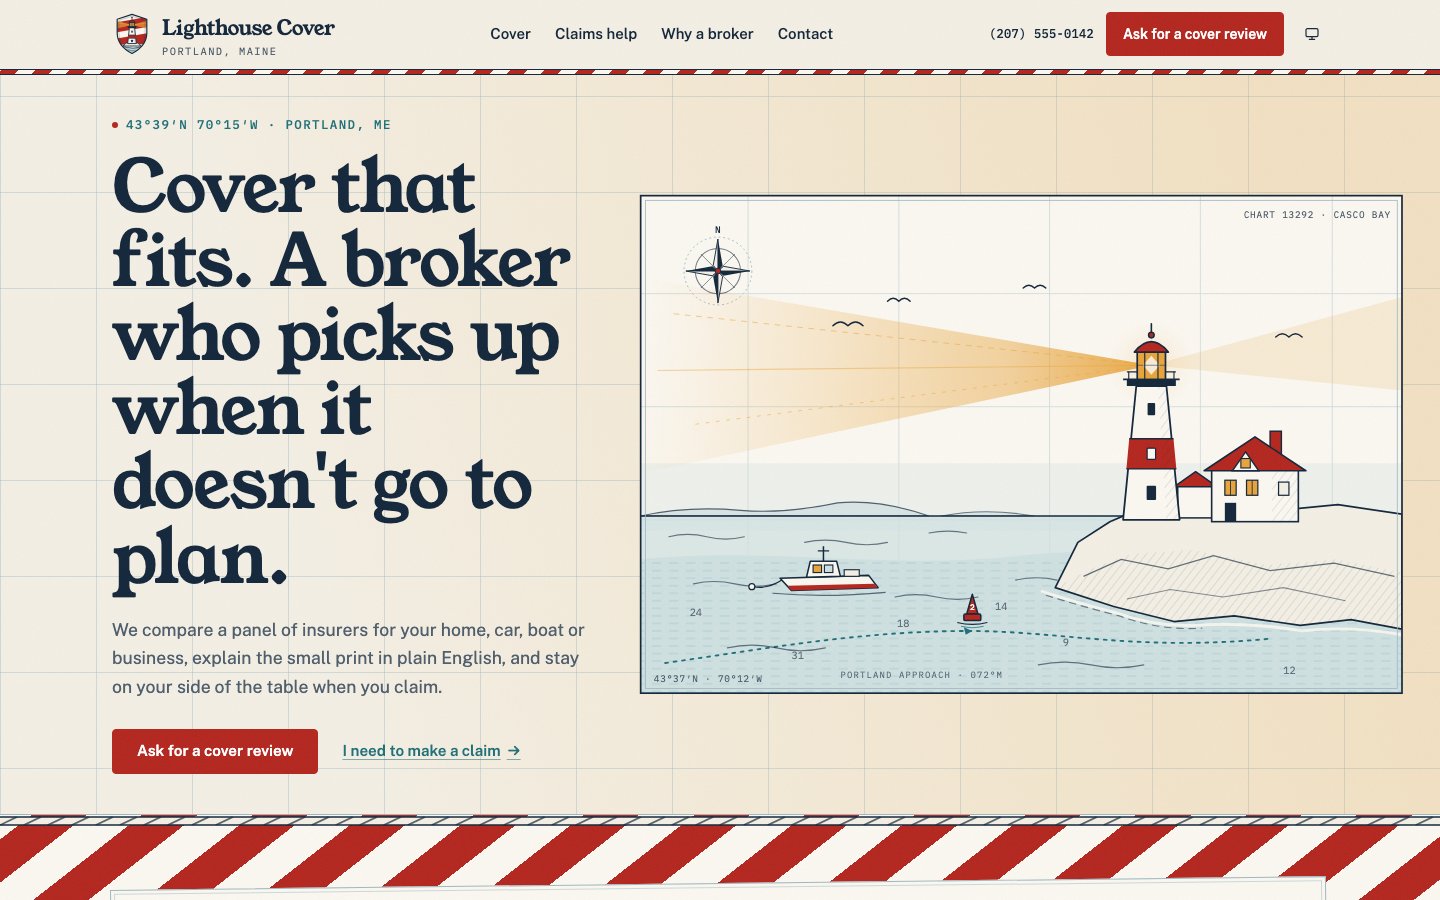 Lighthouse Cover
PORTLAND, MAINE
Cover
Claims help
Why a broker
Contact
(207) 555-0142
Ask for a cover review
43°39′N 70°15′W · PORTLAND, ME
Cover that
fits. A broker
who picks up
when it
doesn't go to
plan.
We compare a panel of insurers for your home, car, boat or
business, explain the small print in plain English, and stay
on your side of the table when you claim.
Ask for a cover review
I need to make a claim →
CHART 13292 · CASCO BAY
N
24
18
2
14
31
9
12
43°37′N · 70°12′W
PORTLAND APPROACH · 072°M